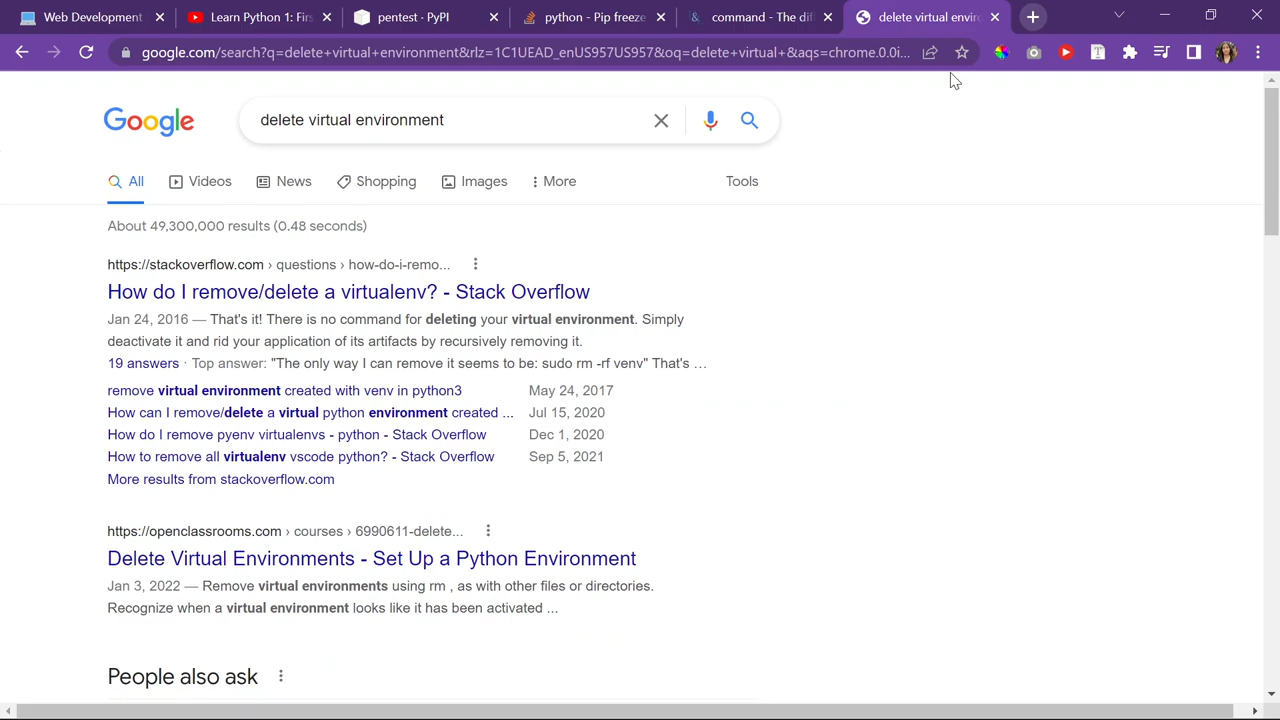 Web Development
Learn Python 1: Firs
pentest · PyPI
python - Pip freeze
command - The dif
delete virtual enviro
google.com/search?q=delete+virtual+environment&rlz=1C1UEAD_enUS957US957&oq=delete+virtual+&aqs=chrome.0.0i...
Google
delete virtual environment
All
Videos
News
Shopping
Images
More
Tools
About 49,300,000 results (0.48 seconds)
https://stackoverflow.com › questions › how-do-i-remo...
How do I remove/delete a virtualenv? - Stack Overflow
Jan 24, 2016 — That's it! There is no command for deleting your virtual environment. Simply
deactivate it and rid your application of its artifacts by recursively removing it.
19 answers · Top answer: "The only way I can remove it seems to be: sudo rm -rf venv" That's …
remove virtual environment created with venv in python3 May 24, 2017
How can I remove/delete a virtual python environment created ... Jul 15, 2020
How do I remove pyenv virtualenvs - python - Stack Overflow Dec 1, 2020
How to remove all virtualenv vscode python? - Stack Overflow Sep 5, 2021
More results from stackoverflow.com
https://openclassrooms.com › courses › 6990611-delete...
Delete Virtual Environments - Set Up a Python Environment
Jan 3, 2022 — Remove virtual environments using rm , as with other files or directories.
Recognize when a virtual environment looks like it has been activated ...
People also ask